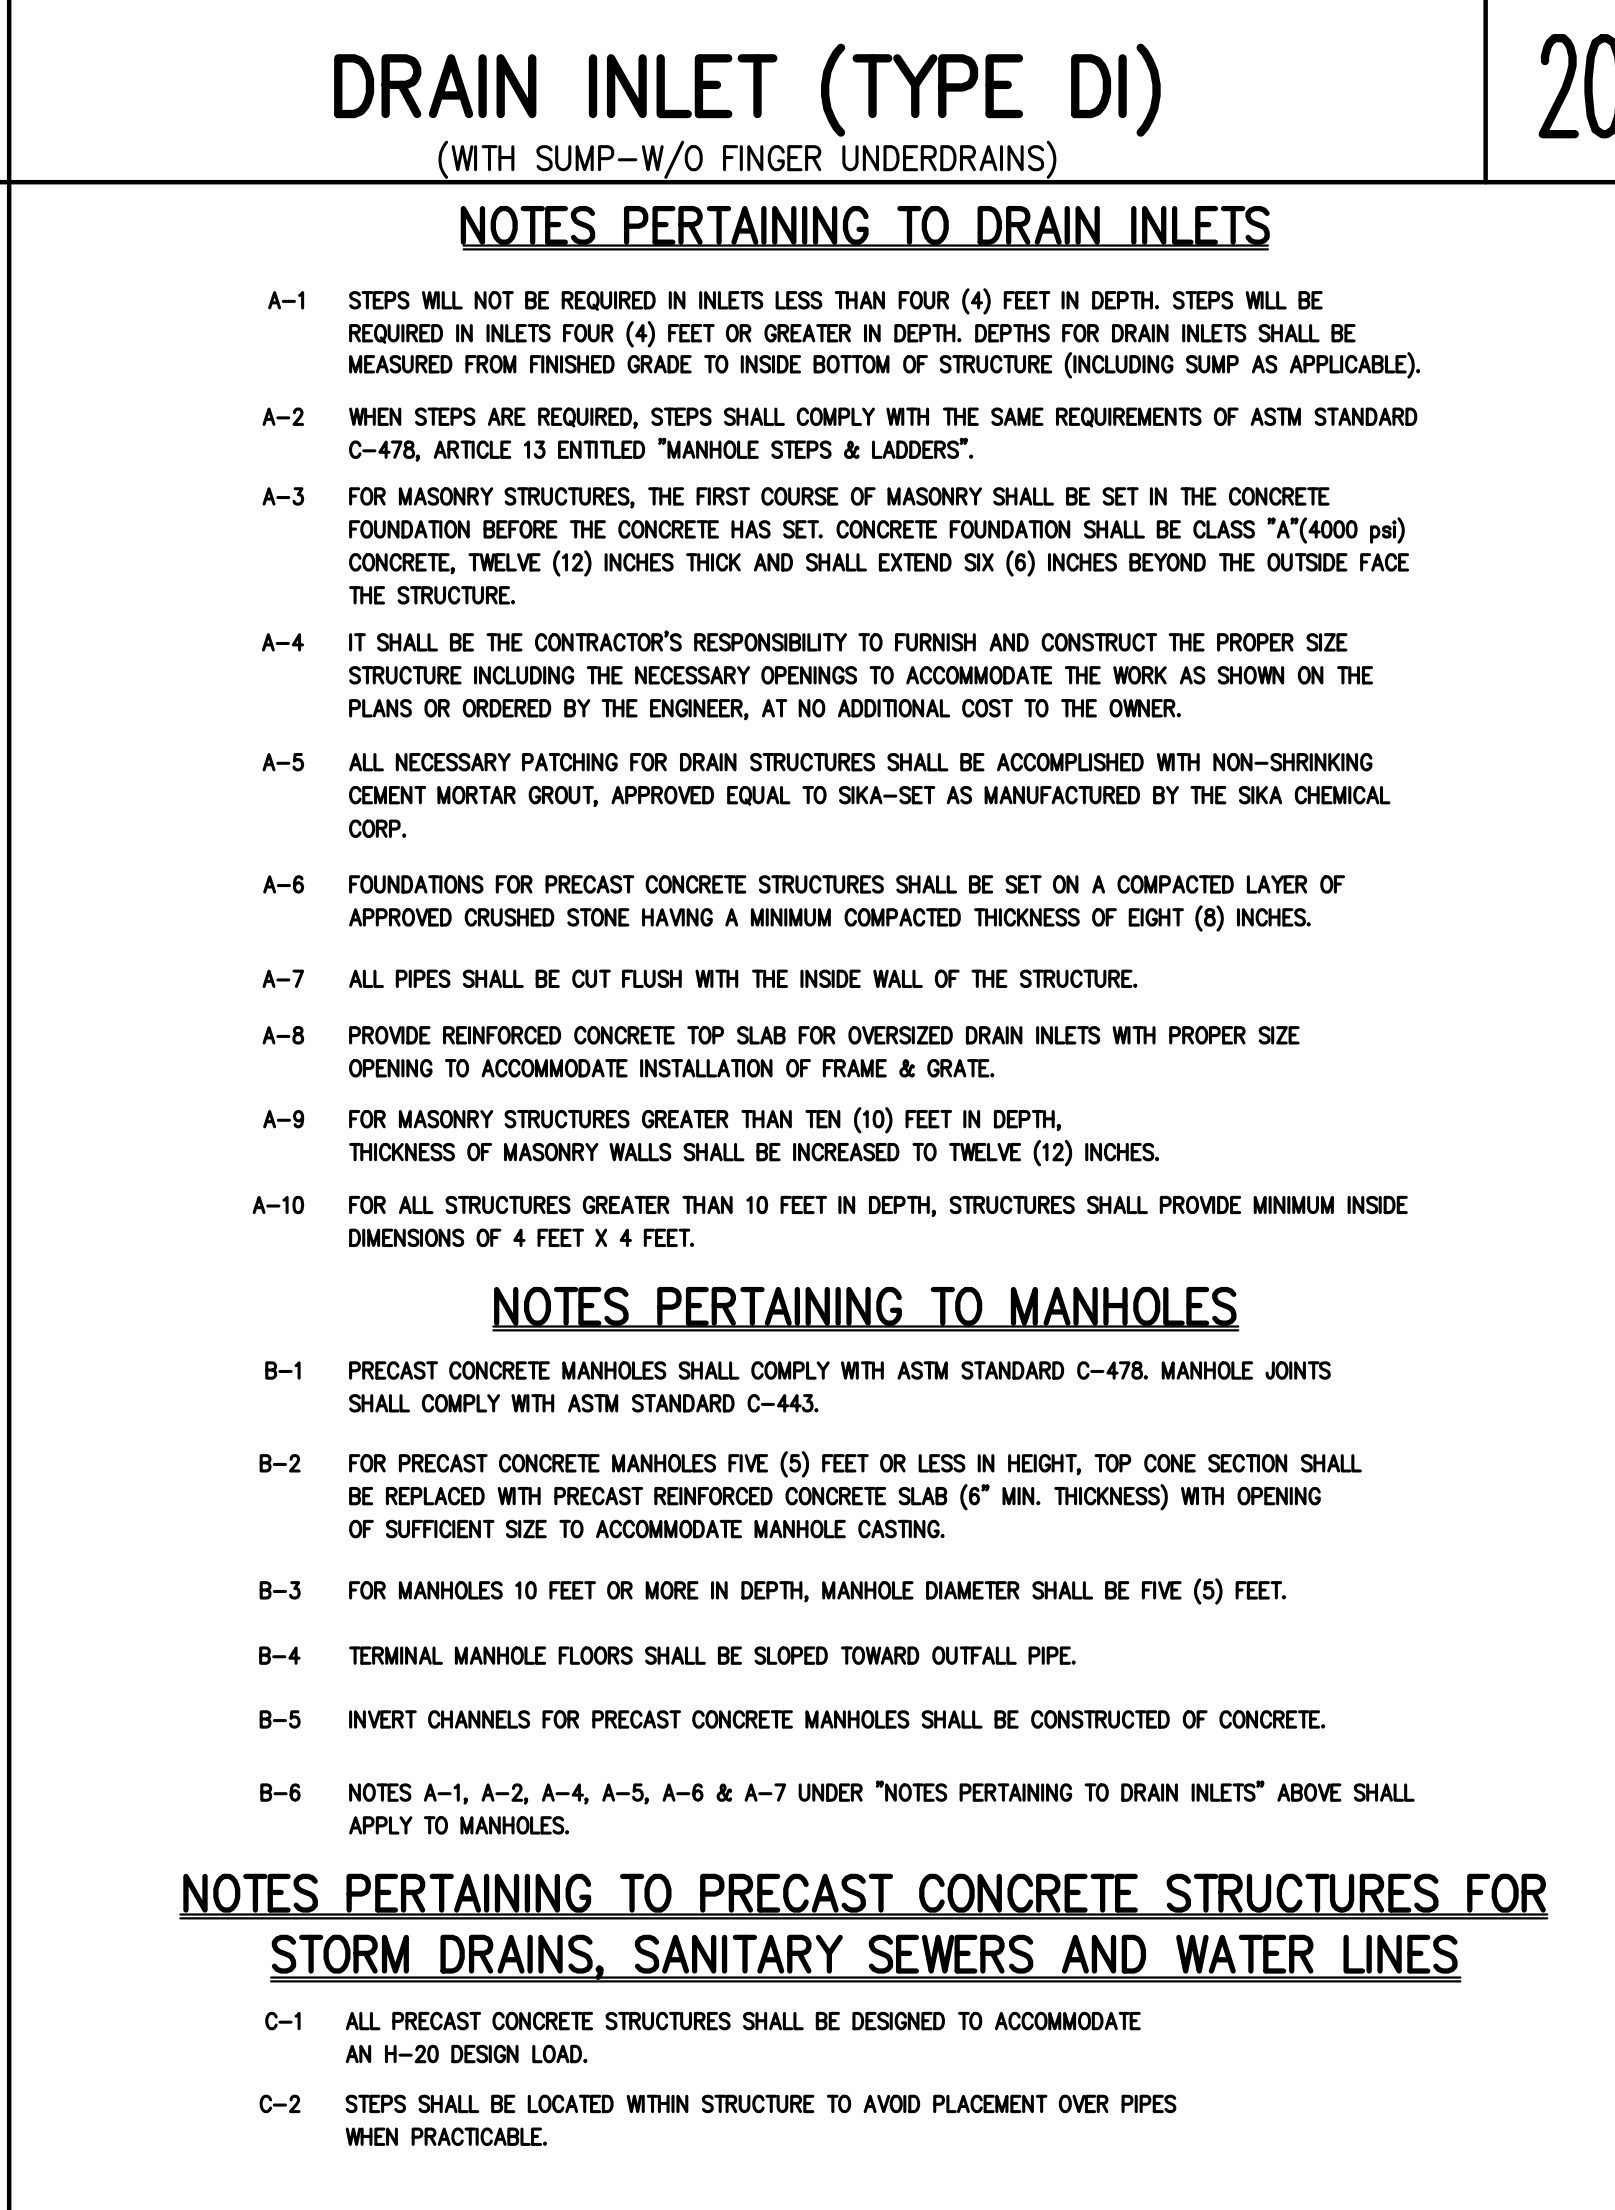 DRAIN INLET (TYPE DI)
20
(WITH SUMP-W/O FINGER UNDERDRAINS)
NOTES PERTAINING TO DRAIN INLETS
A-1 STEPS WILL NOT BE REQUIRED IN INLETS LESS THAN FOUR (4) FEET IN DEPTH. STEPS WILL BE
REQUIRED IN INLETS FOUR (4) FEET OR GREATER IN DEPTH. DEPTHS FOR DRAIN INLETS SHALL BE
MEASURED FROM FINISHED GRADE TO INSIDE BOTTOM OF STRUCTURE (INCLUDING SUMP AS APPLICABLE).
A-2 WHEN STEPS ARE REQUIRED, STEPS SHALL COMPLY WITH THE SAME REQUIREMENTS OF ASTM STANDARD
C-478, ARTICLE 13 ENTITLED "MANHOLE STEPS & LADDERS".
A-3 FOR MASONRY STRUCTURES, THE FIRST COURSE OF MASONRY SHALL BE SET IN THE CONCRETE
FOUNDATION BEFORE THE CONCRETE HAS SET. CONCRETE FOUNDATION SHALL BE CLASS "A"(4000 psi)
CONCRETE, TWELVE (12) INCHES THICK AND SHALL EXTEND SIX (6) INCHES BEYOND THE OUTSIDE FACE
THE STRUCTURE.
A-4 IT SHALL BE THE CONTRACTOR'S RESPONSIBILITY TO FURNISH AND CONSTRUCT THE PROPER SIZE
STRUCTURE INCLUDING THE NECESSARY OPENINGS TO ACCOMMODATE THE WORK AS SHOWN ON THE
PLANS OR ORDERED BY THE ENGINEER, AT NO ADDITIONAL COST TO THE OWNER.
A-5 ALL NECESSARY PATCHING FOR DRAIN STRUCTURES SHALL BE ACCOMPLISHED WITH NON-SHRINKING
CEMENT MORTAR GROUT, APPROVED EQUAL TO SIKA-SET AS MANUFACTURED BY THE SIKA CHEMICAL
CORP.
A-6 FOUNDATIONS FOR PRECAST CONCRETE STRUCTURES SHALL BE SET ON A COMPACTED LAYER OF
APPROVED CRUSHED STONE HAVING A MINIMUM COMPACTED THICKNESS OF EIGHT (8) INCHES.
A-7 ALL PIPES SHALL BE CUT FLUSH WITH THE INSIDE WALL OF THE STRUCTURE.
A-8 PROVIDE REINFORCED CONCRETE TOP SLAB FOR OVERSIZED DRAIN INLETS WITH PROPER SIZE
OPENING TO ACCOMMODATE INSTALLATION OF FRAME & GRATE.
A-9 FOR MASONRY STRUCTURES GREATER THAN TEN (10) FEET IN DEPTH,
THICKNESS OF MASONRY WALLS SHALL BE INCREASED TO TWELVE (12) INCHES.
A-10 FOR ALL STRUCTURES GREATER THAN 10 FEET IN DEPTH, STRUCTURES SHALL PROVIDE MINIMUM INSIDE
DIMENSIONS OF 4 FEET X 4 FEET.
NOTES PERTAINING TO MANHOLES
B-1 PRECAST CONCRETE MANHOLES SHALL COMPLY WITH ASTM STANDARD C-478. MANHOLE JOINTS
SHALL COMPLY WITH ASTM STANDARD C-443.
B-2 FOR PRECAST CONCRETE MANHOLES FIVE (5) FEET OR LESS IN HEIGHT, TOP CONE SECTION SHALL
BE REPLACED WITH PRECAST REINFORCED CONCRETE SLAB (6" MIN. THICKNESS) WITH OPENING
OF SUFFICIENT SIZE TO ACCOMMODATE MANHOLE CASTING.
B-3 FOR MANHOLES 10 FEET OR MORE IN DEPTH, MANHOLE DIAMETER SHALL BE FIVE (5) FEET.
B-4 TERMINAL MANHOLE FLOORS SHALL BE SLOPED TOWARD OUTFALL PIPE.
B-5 INVERT CHANNELS FOR PRECAST CONCRETE MANHOLES SHALL BE CONSTRUCTED OF CONCRETE.
B-6 NOTES A-1, A-2, A-4, A-5, A-6 & A-7 UNDER "NOTES PERTAINING TO DRAIN INLETS" ABOVE SHALL
APPLY TO MANHOLES.
NOTES PERTAINING TO PRECAST CONCRETE STRUCTURES FOR
STORM DRAINS, SANITARY SEWERS AND WATER LINES
C-1 ALL PRECAST CONCRETE STRUCTURES SHALL BE DESIGNED TO ACCOMMODATE
AN H-20 DESIGN LOAD.
C-2 STEPS SHALL BE LOCATED WITHIN STRUCTURE TO AVOID PLACEMENT OVER PIPES
WHEN PRACTICABLE.